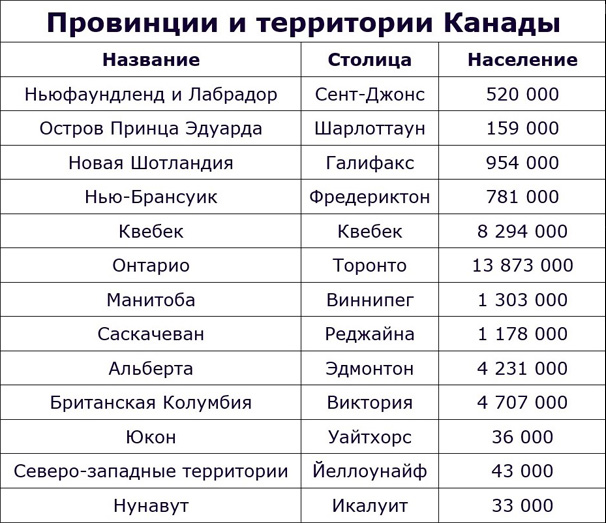 Провинции и территории Канады
Название Столица Население
Ньюфаундленд и Лабрадор Сент-Джонс 520 000
Остров Принца Эдуарда Шарлоттаун 159 000
Новая Шотландия Галифакс 954 000
Нью-Брансуик Фредериктон 781 000
Квебек Квебек 8 294 000
Онтарио Торонто 13 873 000
Манитоба Виннипег 1 303 000
Саскачеван Реджайна 1 178 000
Альберта Эдмонтон 4 231 000
Британская Колумбия Виктория 4 707 000
Юкон Уайтхорс 36 000
Северо-западные территории Йеллоунайф 43 000
Нунавут Икалуит 33 000